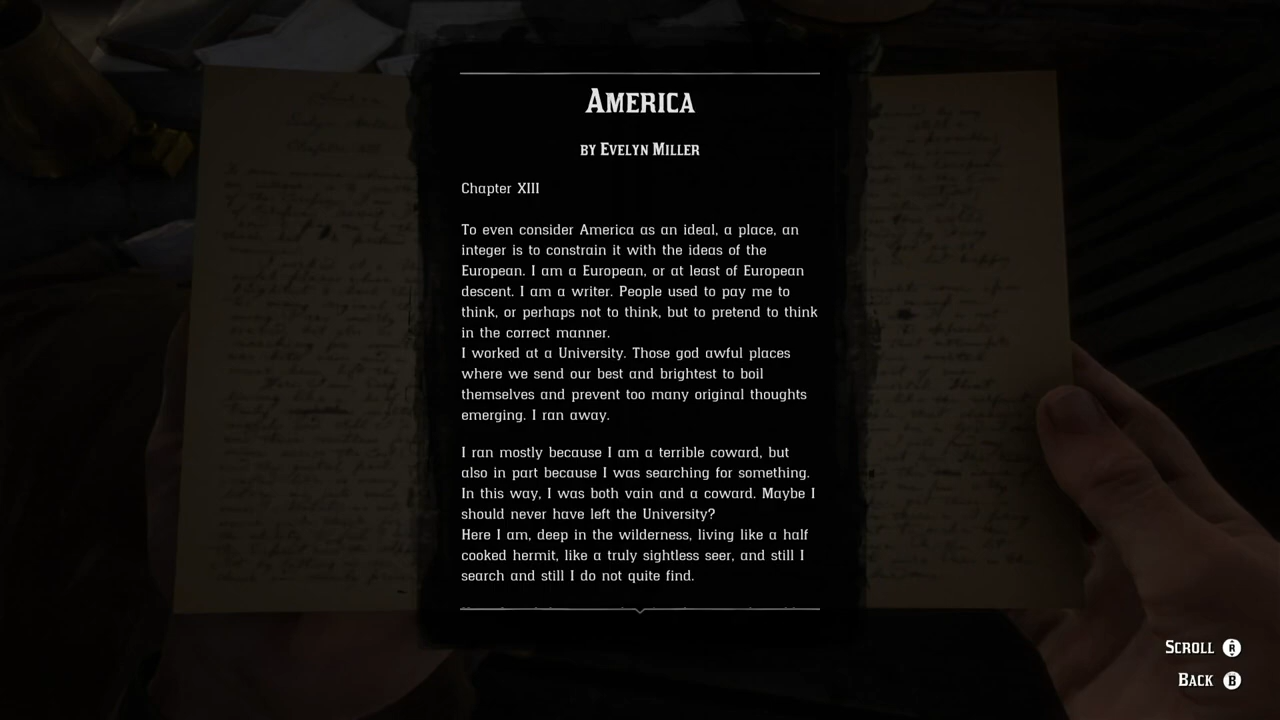 America
by Evelyn Miller
Chapter XIII
To even consider America as an ideal, a place, an
integer is to constrain it with the ideas of the
European. I am a European, or at least of European
descent. I am a writer. People used to pay me to
think, or perhaps not to think, but to pretend to think
in the correct manner.
I worked at a University. Those god awful places
where we send our best and brightest to boil
themselves and prevent too many original thoughts
emerging. I ran away.
I ran mostly because I am a terrible coward, but
also in part because I was searching for something.
In this way, I was both vain and a coward. Maybe I
should never have left the University?
Here I am, deep in the wilderness, living like a half
cooked hermit, like a truly sightless seer, and still I
search and still I do not quite find.
Scroll R
Back B